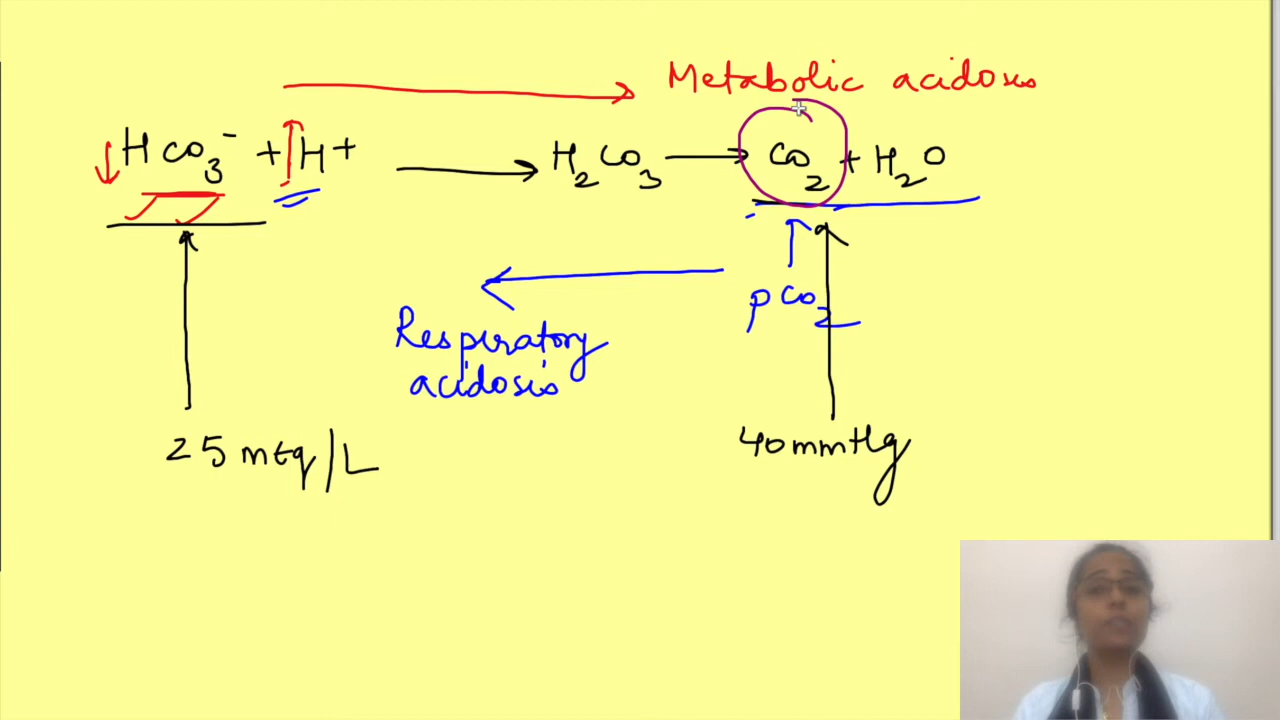 Metabolic acidosis
↓HCO₃⁻ + ↑H+ → H₂CO₃ → CO₂ + H₂O
↑
pCO₂
Respiratory
acidosis
25 mEq/L
40mmHg